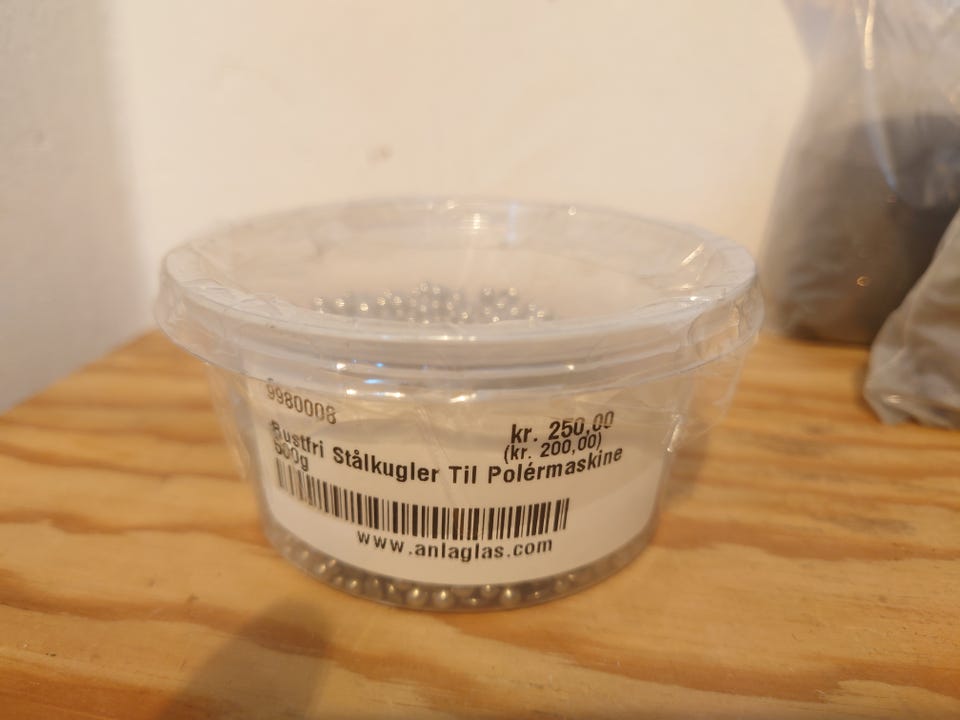 9980008
kr. 250,00
(kr. 200,00)
Rustfri Stålkugler Til Polérmaskine
500g
www.anlaglas.com